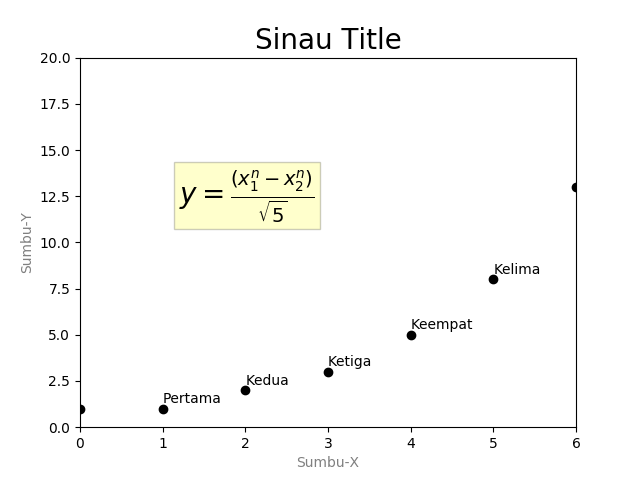 Sinau Title
20.0
17.5
15.0
12.5
10.0
7.5
5.0
2.5
0.0
Sumbu-Y
y = (x₁ⁿ − x₂ⁿ) / √5
Kelima
Keempat
Ketiga
Kedua
Pertama
0 1 2 3 4 5 6
Sumbu-X